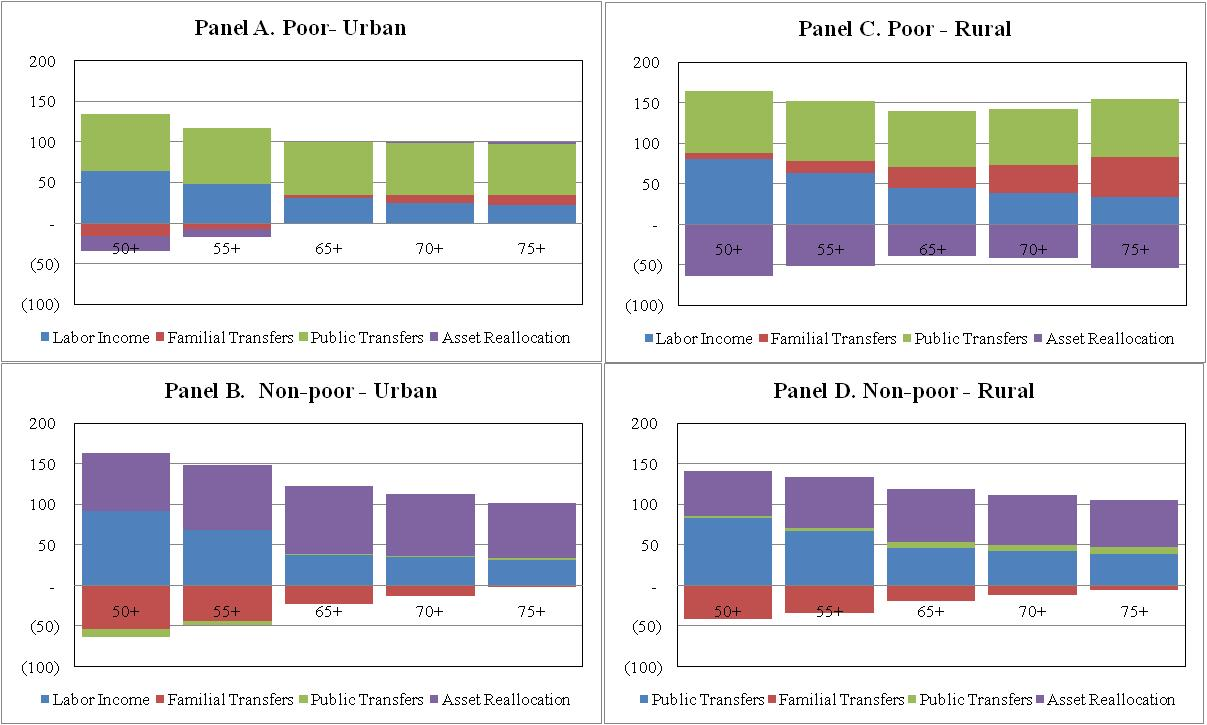 Panel A. Poor- Urban
200
150
100
50
-
(50)
(100)
50+ 55+ 65+ 70+ 75+
Labor Income Familial Transfers Public Transfers Asset Reallocation
Panel C. Poor - Rural
200
150
100
50
-
(50)
(100)
50+ 55+ 65+ 70+ 75+
Labor Income Familial Transfers Public Transfers Asset Reallocation
Panel B. Non-poor - Urban
200
150
100
50
-
(50)
(100)
50+ 55+ 65+ 70+ 75+
Labor Income Familial Transfers Public Transfers Asset Reallocation
Panel D. Non-poor - Rural
200
150
100
50
-
(50)
(100)
50+ 55+ 65+ 70+ 75+
Public Transfers Familial Transfers Public Transfers Asset Reallocation